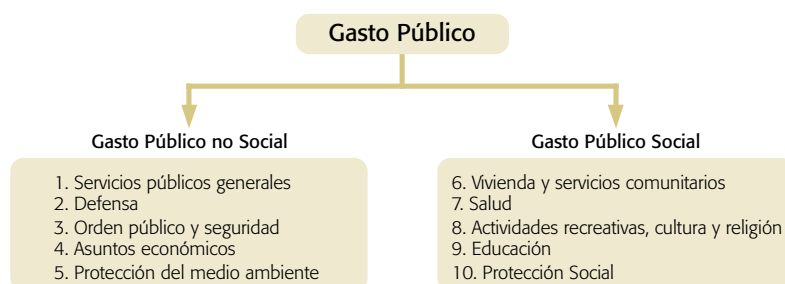 Gasto Público
Gasto Público no Social
1. Servicios públicos generales
2. Defensa
3. Orden público y seguridad
4. Asuntos económicos
5. Protección del medio ambiente
Gasto Público Social
6. Vivienda y servicios comunitarios
7. Salud
8. Actividades recreativas, cultura y religión
9. Educación
10. Protección Social